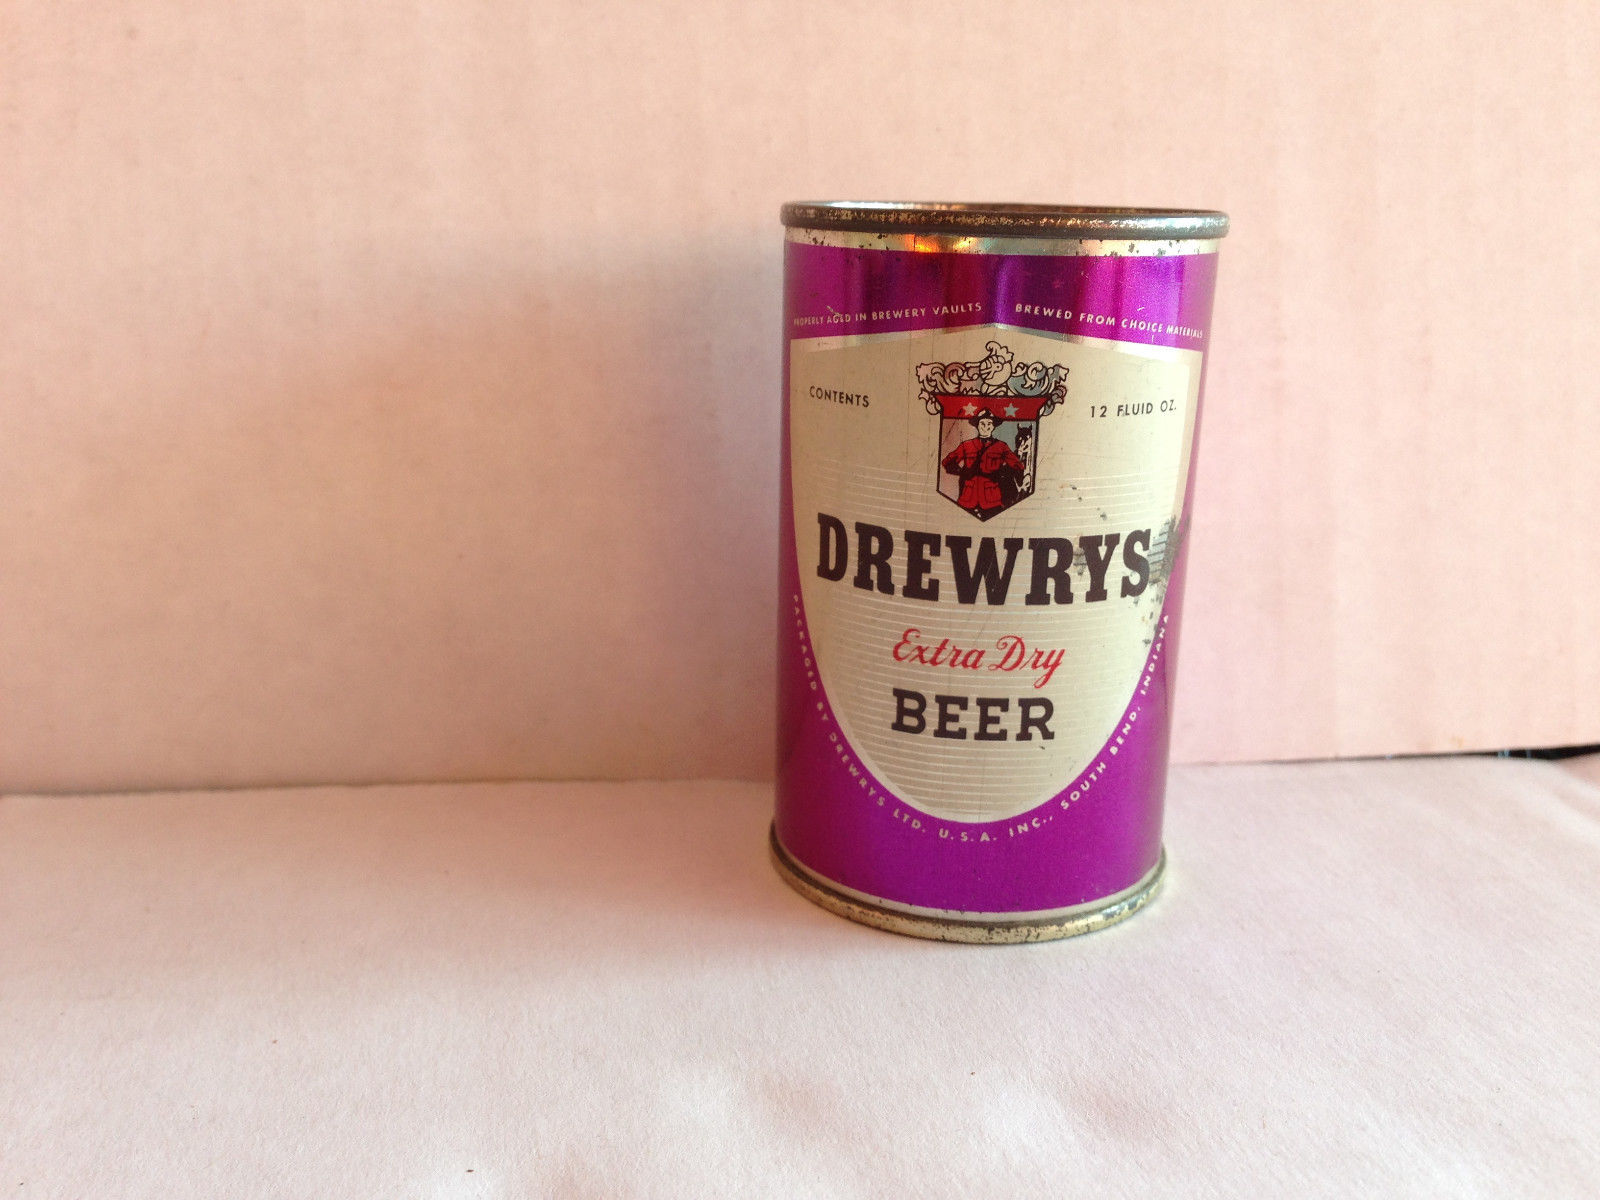 PROPERLY AGED IN BREWERY VAULTS BREWED FROM CHOICE MATERIALS
CONTENTS 12 FLUID OZ.
DREWRYS
Extra Dry
BEER
PACKAGED BY DREWRYS LTD. U.S.A. INC., SOUTH BEND, INDIANA